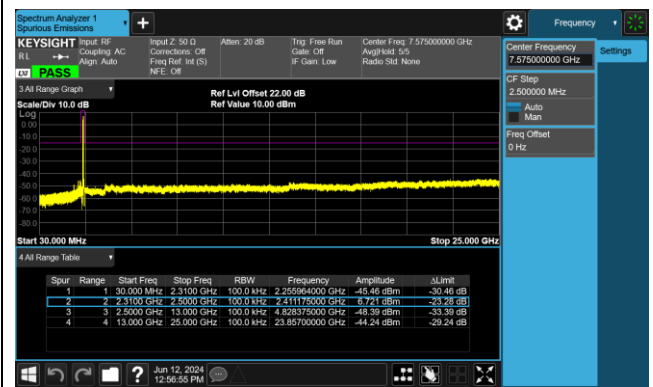 Spectrum Analyzer 1
Spurious Emissions
Frequency
KEYSIGHT
RL
Input: RF
Coupling: AC
Align: Auto
Input Z: 50 Ω
Corrections: Off
Freq Ref: Int (S)
NFE: Off
Atten: 20 dB
Trig: Free Run
Gate: Off
IF Gain: Low
Center Freq: 7.575000000 GHz
Avg|Hold: 5/5
Radio Std: None
LXI PASS
Center Frequency
7.575000000 GHz
Settings
CF Step
2.500000 MHz
Auto
Man
Freq Offset
0 Hz
3 All Range Graph
Scale/Div 10.0 dB
Ref Lvl Offset 22.00 dB
Ref Value 10.00 dBm
Log
0.00
-10.0
-20.0
-30.0
-40.0
-50.0
-60.0
-70.0
-80.0
Start 30.000 MHz
Stop 25.000 GHz
4 All Range Table
Spur Range Start Freq Stop Freq RBW Frequency Amplitude ΔLimit
1 1 30.000 MHz 2.3100 GHz 100.0 kHz 2.255964000 GHz -45.46 dBm -30.46 dB
2 2 2.3100 GHz 2.5000 GHz 100.0 kHz 2.411175000 GHz 6.721 dBm -23.28 dB
3 3 2.5000 GHz 13.000 GHz 100.0 kHz 4.828375000 GHz -48.39 dBm -33.39 dB
4 4 13.000 GHz 25.000 GHz 100.0 kHz 23.85700000 GHz -44.24 dBm -29.24 dB
Jun 12, 2024
12:56:55 PM